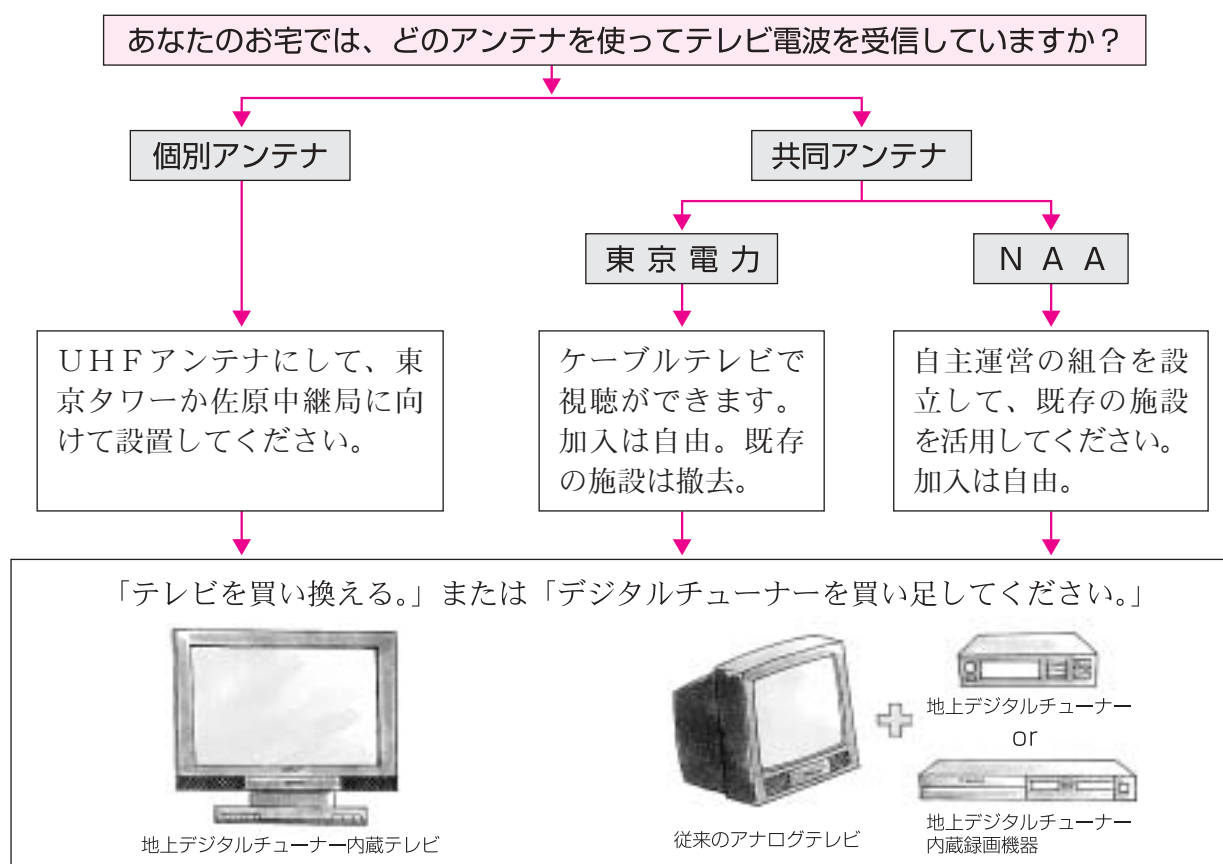 あなたのお宅では、どのアンテナを使ってテレビ電波を受信していますか？
個別アンテナ
共同アンテナ
東京電力
ＮＡＡ
ＵＨＦアンテナにして、東
京タワーか佐原中継局に向
けて設置してください。
ケーブルテレビで
視聴ができます。
加入は自由。既存
の施設は撤去。
自主運営の組合を設
立して、既存の施設
を活用してください。
加入は自由。
「テレビを買い換える。」または「デジタルチューナーを買い足してください。」
地上デジタルチューナー内蔵テレビ
従来のアナログテレビ
地上デジタルチューナー
or
地上デジタルチューナー
内蔵録画機器